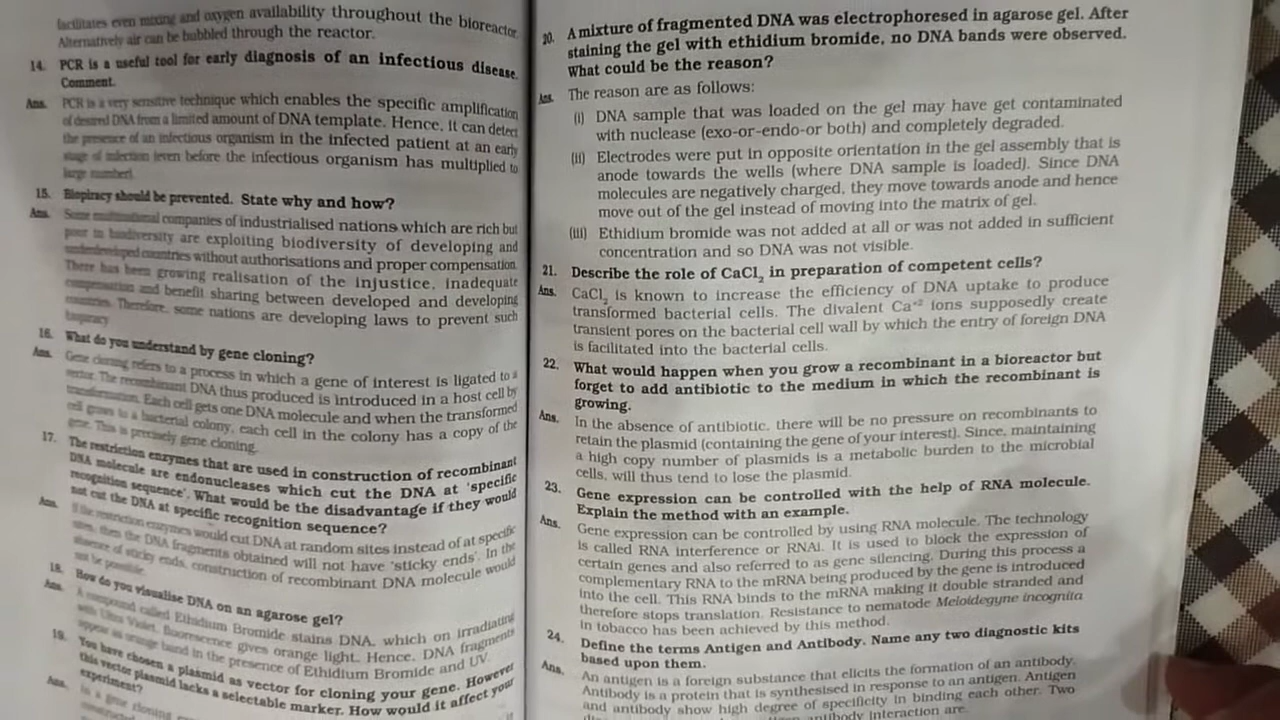 facilitates even mixing and oxygen availability throughout the bioreactor.
Alternatively air can be bubbled through the reactor.
14. PCR is a useful tool for early diagnosis of an infectious disease.
Comment.
Ans. PCR is a very sensitive technique which enables the specific amplification
of desired DNA from a limited amount of DNA template. Hence, it can detect
the presence of an infectious organism in the infected patient at an early
stage of infection (even before the infectious organism has multiplied to
large number).
15. Biopiracy should be prevented. State why and how?
Ans. Some multinational companies of industrialised nations which are rich but
poor in biodiversity are exploiting biodiversity of developing and
underdeveloped countries without authorisations and proper compensation.
There has been growing realisation of the injustice, inadequate
compensation and benefit sharing between developed and developing
countries. Therefore, some nations are developing laws to prevent such
biopiracy.
16. What do you understand by gene cloning?
Ans. Gene cloning refers to a process in which a gene of interest is ligated to a
vector. The recombinant DNA thus produced is introduced in a host cell by
transformation. Each cell gets one DNA molecule and when the transformed
cell grows to a bacterial colony, each cell in the colony has a copy of the
gene. This is precisely gene cloning.
17. The restriction enzymes that are used in construction of recombinant
DNA molecule are endonucleases which cut the DNA at 'specific
recognition sequence'. What would be the disadvantage if they would
not cut the DNA at specific recognition sequence?
Ans. If the restriction enzymes would cut DNA at random sites instead of at specific
sites, then the DNA fragments obtained will not have 'sticky ends'. In the
absence of sticky ends, construction of recombinant DNA molecule would
not be possible.
18. How do you visualise DNA on an agarose gel?
Ans. A compound called Ethidium Bromide stains DNA, which on irradiating
with Ultra Violet, fluorescence gives orange light. Hence, DNA fragments
appear as orange band in the presence of Ethidium Bromide and UV.
19. You have chosen a plasmid as vector for cloning your gene. However
this vector plasmid lacks a selectable marker. How would it affect your
experiment?
Ans. In a gene cloning
20. A mixture of fragmented DNA was electrophoresed in agarose gel. After
staining the gel with ethidium bromide, no DNA bands were observed.
What could be the reason?
Ans. The reason are as follows:
(i) DNA sample that was loaded on the gel may have get contaminated
with nuclease (exo-or-endo-or both) and completely degraded.
(ii) Electrodes were put in opposite orientation in the gel assembly that is
anode towards the wells (where DNA sample is loaded). Since DNA
molecules are negatively charged, they move towards anode and hence
move out of the gel instead of moving into the matrix of gel.
(iii) Ethidium bromide was not added at all or was not added in sufficient
concentration and so DNA was not visible.
21. Describe the role of CaCl₂ in preparation of competent cells?
Ans. CaCl₂ is known to increase the efficiency of DNA uptake to produce
transformed bacterial cells. The divalent Ca⁺² ions supposedly create
transient pores on the bacterial cell wall by which the entry of foreign DNA
is facilitated into the bacterial cells.
22. What would happen when you grow a recombinant in a bioreactor but
forget to add antibiotic to the medium in which the recombinant is
growing.
Ans. In the absence of antibiotic, there will be no pressure on recombinants to
retain the plasmid (containing the gene of your interest). Since, maintaining
a high copy number of plasmids is a metabolic burden to the microbial
cells, will thus tend to lose the plasmid.
23. Gene expression can be controlled with the help of RNA molecule.
Explain the method with an example.
Ans. Gene expression can be controlled by using RNA molecule. The technology
is called RNA interference or RNAi. It is used to block the expression of
certain genes and also referred to as gene silencing. During this process a
complementary RNA to the mRNA being produced by the gene is introduced
into the cell. This RNA binds to the mRNA making it double stranded and
therefore stops translation. Resistance to nematode Meloidegyne incognita
in tobacco has been achieved by this method.
24. Define the terms Antigen and Antibody. Name any two diagnostic kits
based upon them.
Ans. An antigen is a foreign substance that elicits the formation of an antibody.
Antibody is a protein that is synthesised in response to an antigen. Antigen
and antibody show high degree of specificity in binding each other. Two
antibody interaction are.